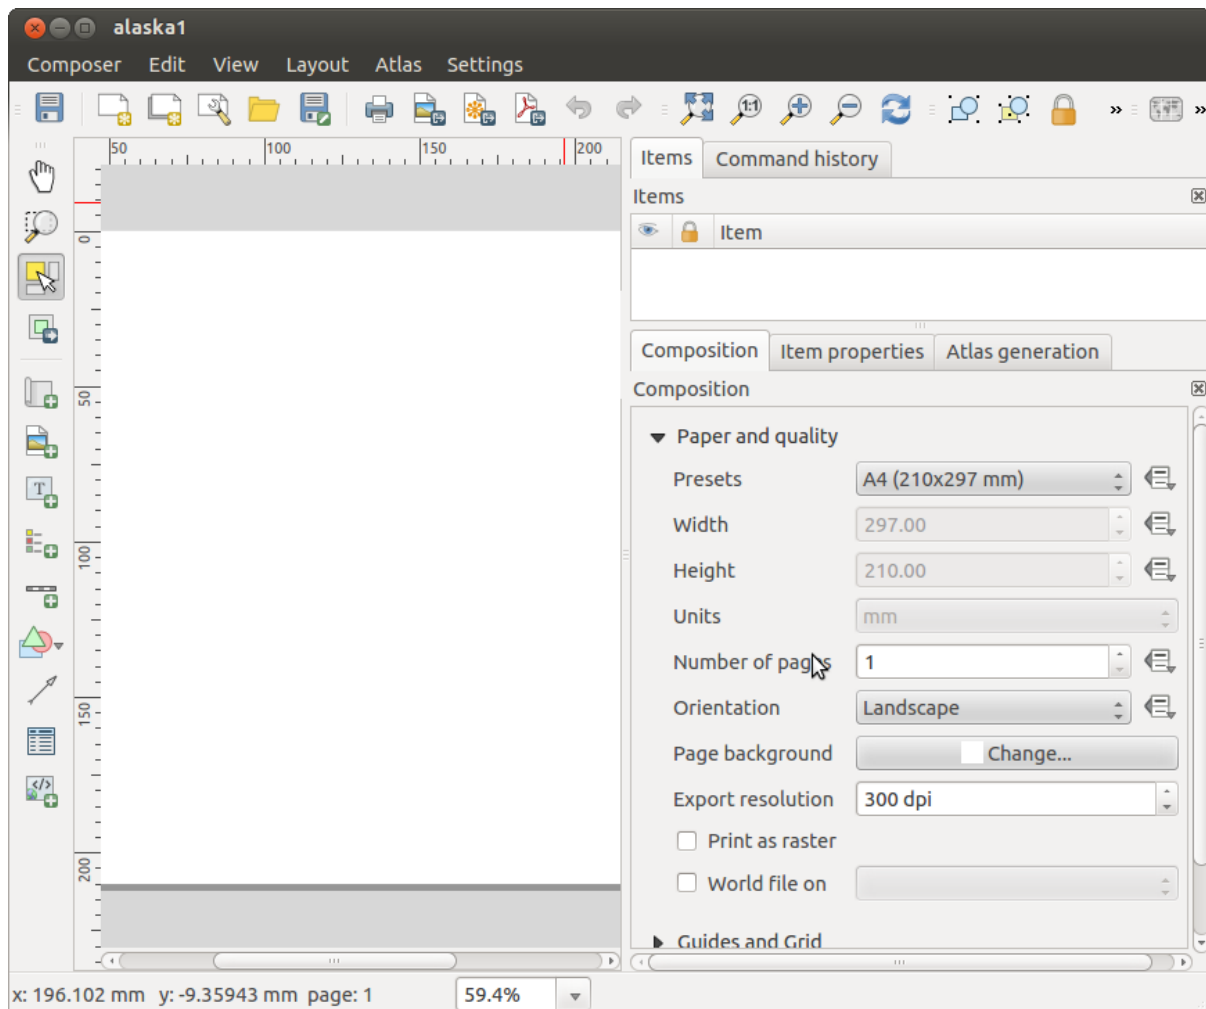 alaska1
Composer Edit View Layout Atlas Settings
1:1
50 100 150 200
Items Command history
Items
Item
0
50
100
150
200
T
</>
Composition Item properties Atlas generation
Composition
Paper and quality
Presets A4 (210x297 mm)
Width 297.00
Height 210.00
Units mm
Number of pages 1
Orientation Landscape
Page background Change...
Export resolution 300 dpi
Print as raster
World file on
Guides and Grid
x: 196.102 mm y: -9.35943 mm page: 1 59.4%